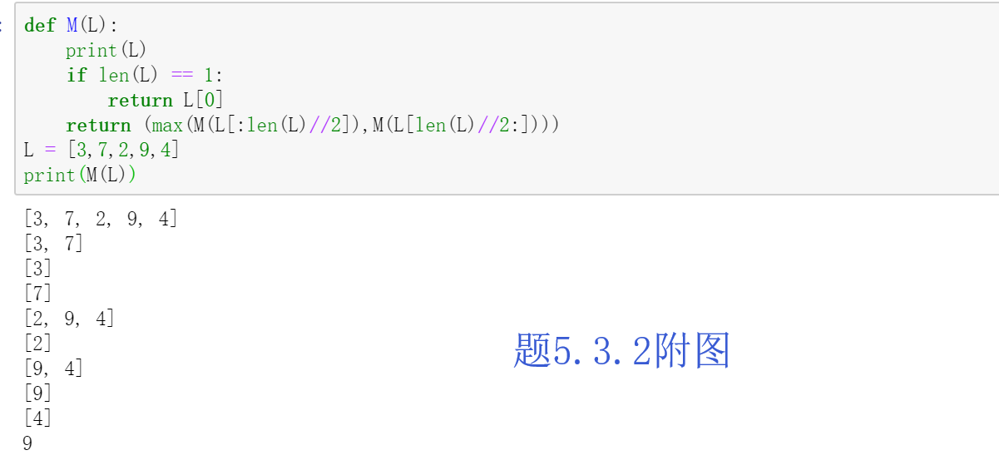 def M(L):
    print(L)
    if len(L) == 1:
        return L[0]
    return (max(M(L[:len(L)//2]),M(L[len(L)//2:])))
L = [3,7,2,9,4]
print(M(L))
[3, 7, 2, 9, 4]
[3, 7]
[3]
[7]
[2, 9, 4]
[2]
[9, 4]
[9]
[4]
9
题5.3.2附图